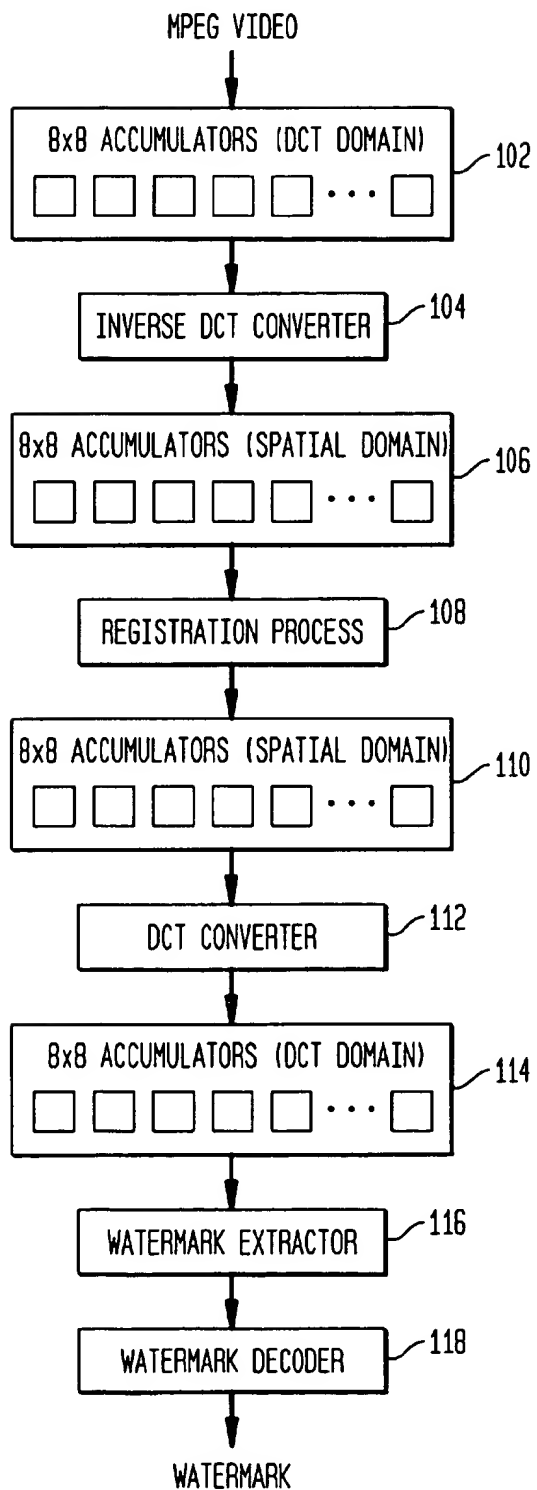 MPEG VIDEO
8x8 ACCUMULATORS (DCT DOMAIN)
...
102
INVERSE DCT CONVERTER
104
8x8 ACCUMULATORS (SPATIAL DOMAIN)
...
106
REGISTRATION PROCESS
108
8x8 ACCUMULATORS (SPATIAL DOMAIN)
...
110
DCT CONVERTER
112
8x8 ACCUMULATORS (DCT DOMAIN)
...
114
WATERMARK EXTRACTOR
116
WATERMARK DECODER
118
WATERMARK